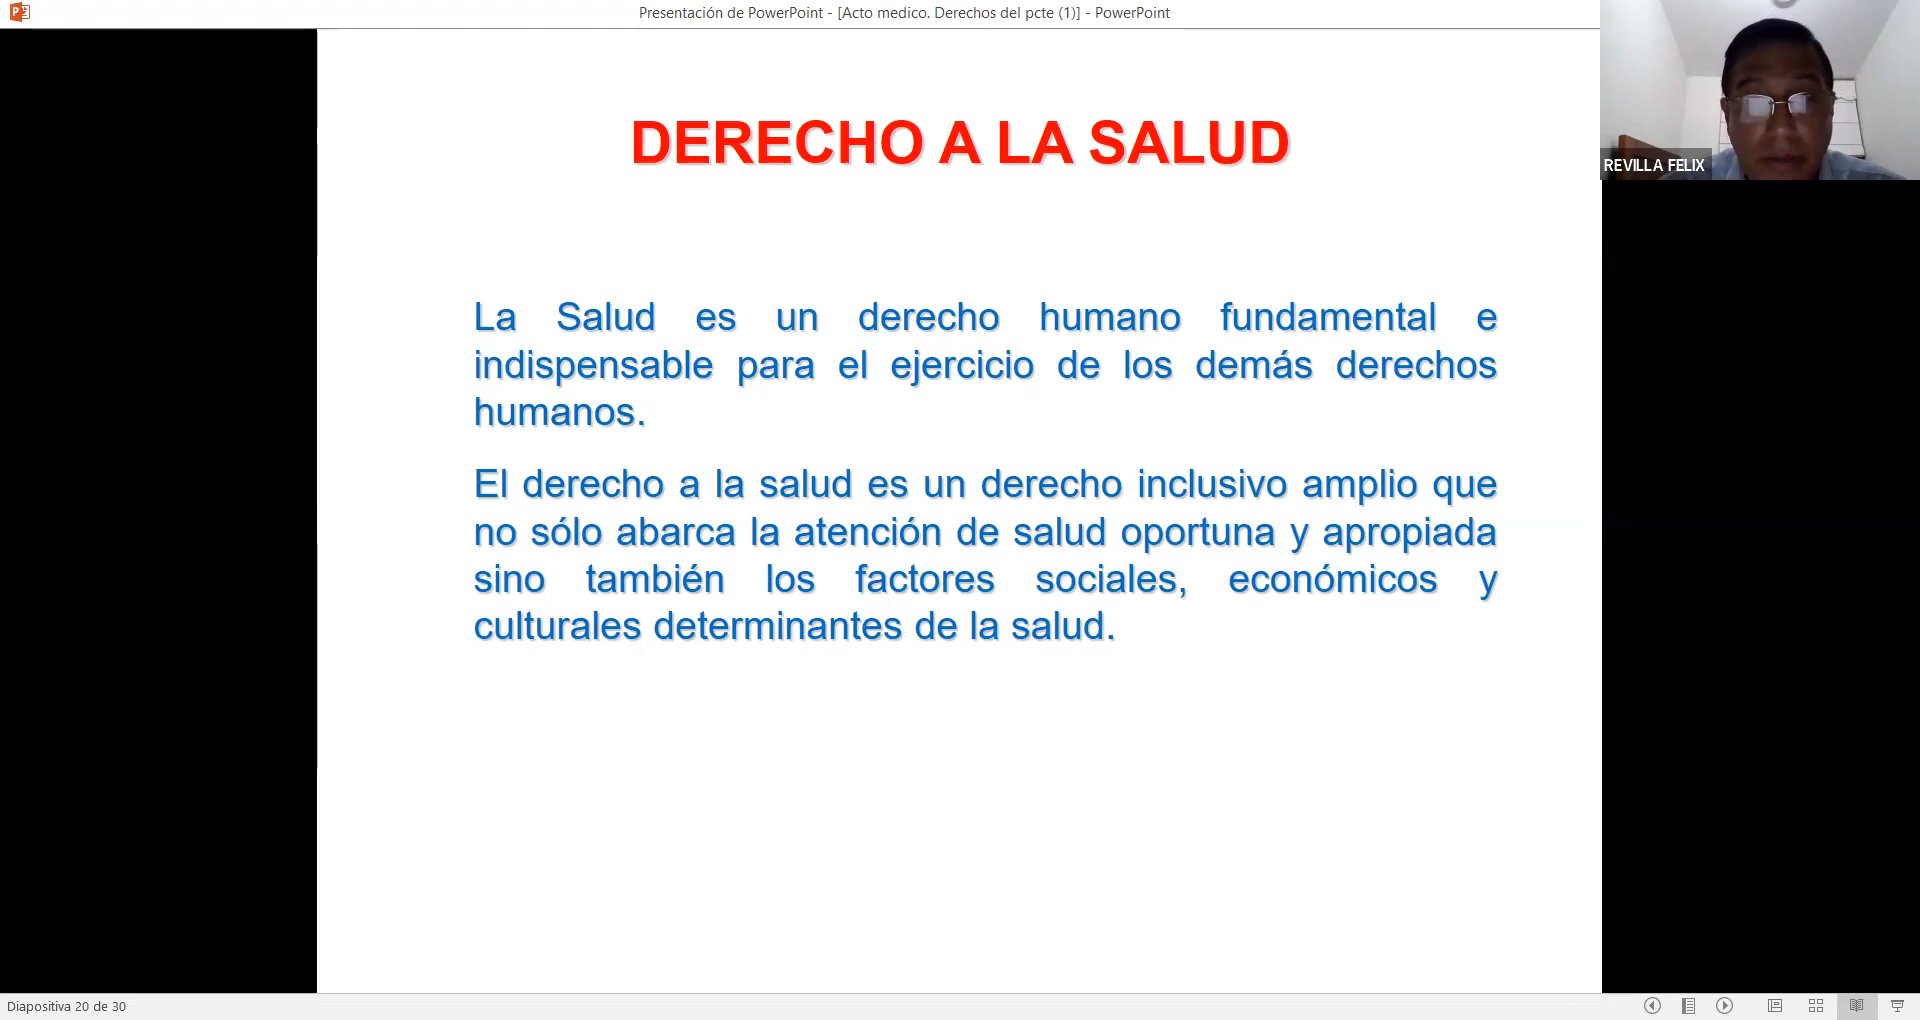 Presentación de PowerPoint - [Acto medico. Derechos del pcte (1)] - PowerPoint
DERECHO A LA SALUD
REVILLA FELIX
La Salud es un derecho humano fundamental e
indispensable para el ejercicio de los demás derechos
humanos.
El derecho a la salud es un derecho inclusivo amplio que
no sólo abarca la atención de salud oportuna y apropiada
sino también los factores sociales, económicos y
culturales determinantes de la salud.
Diapositiva 20 de 30